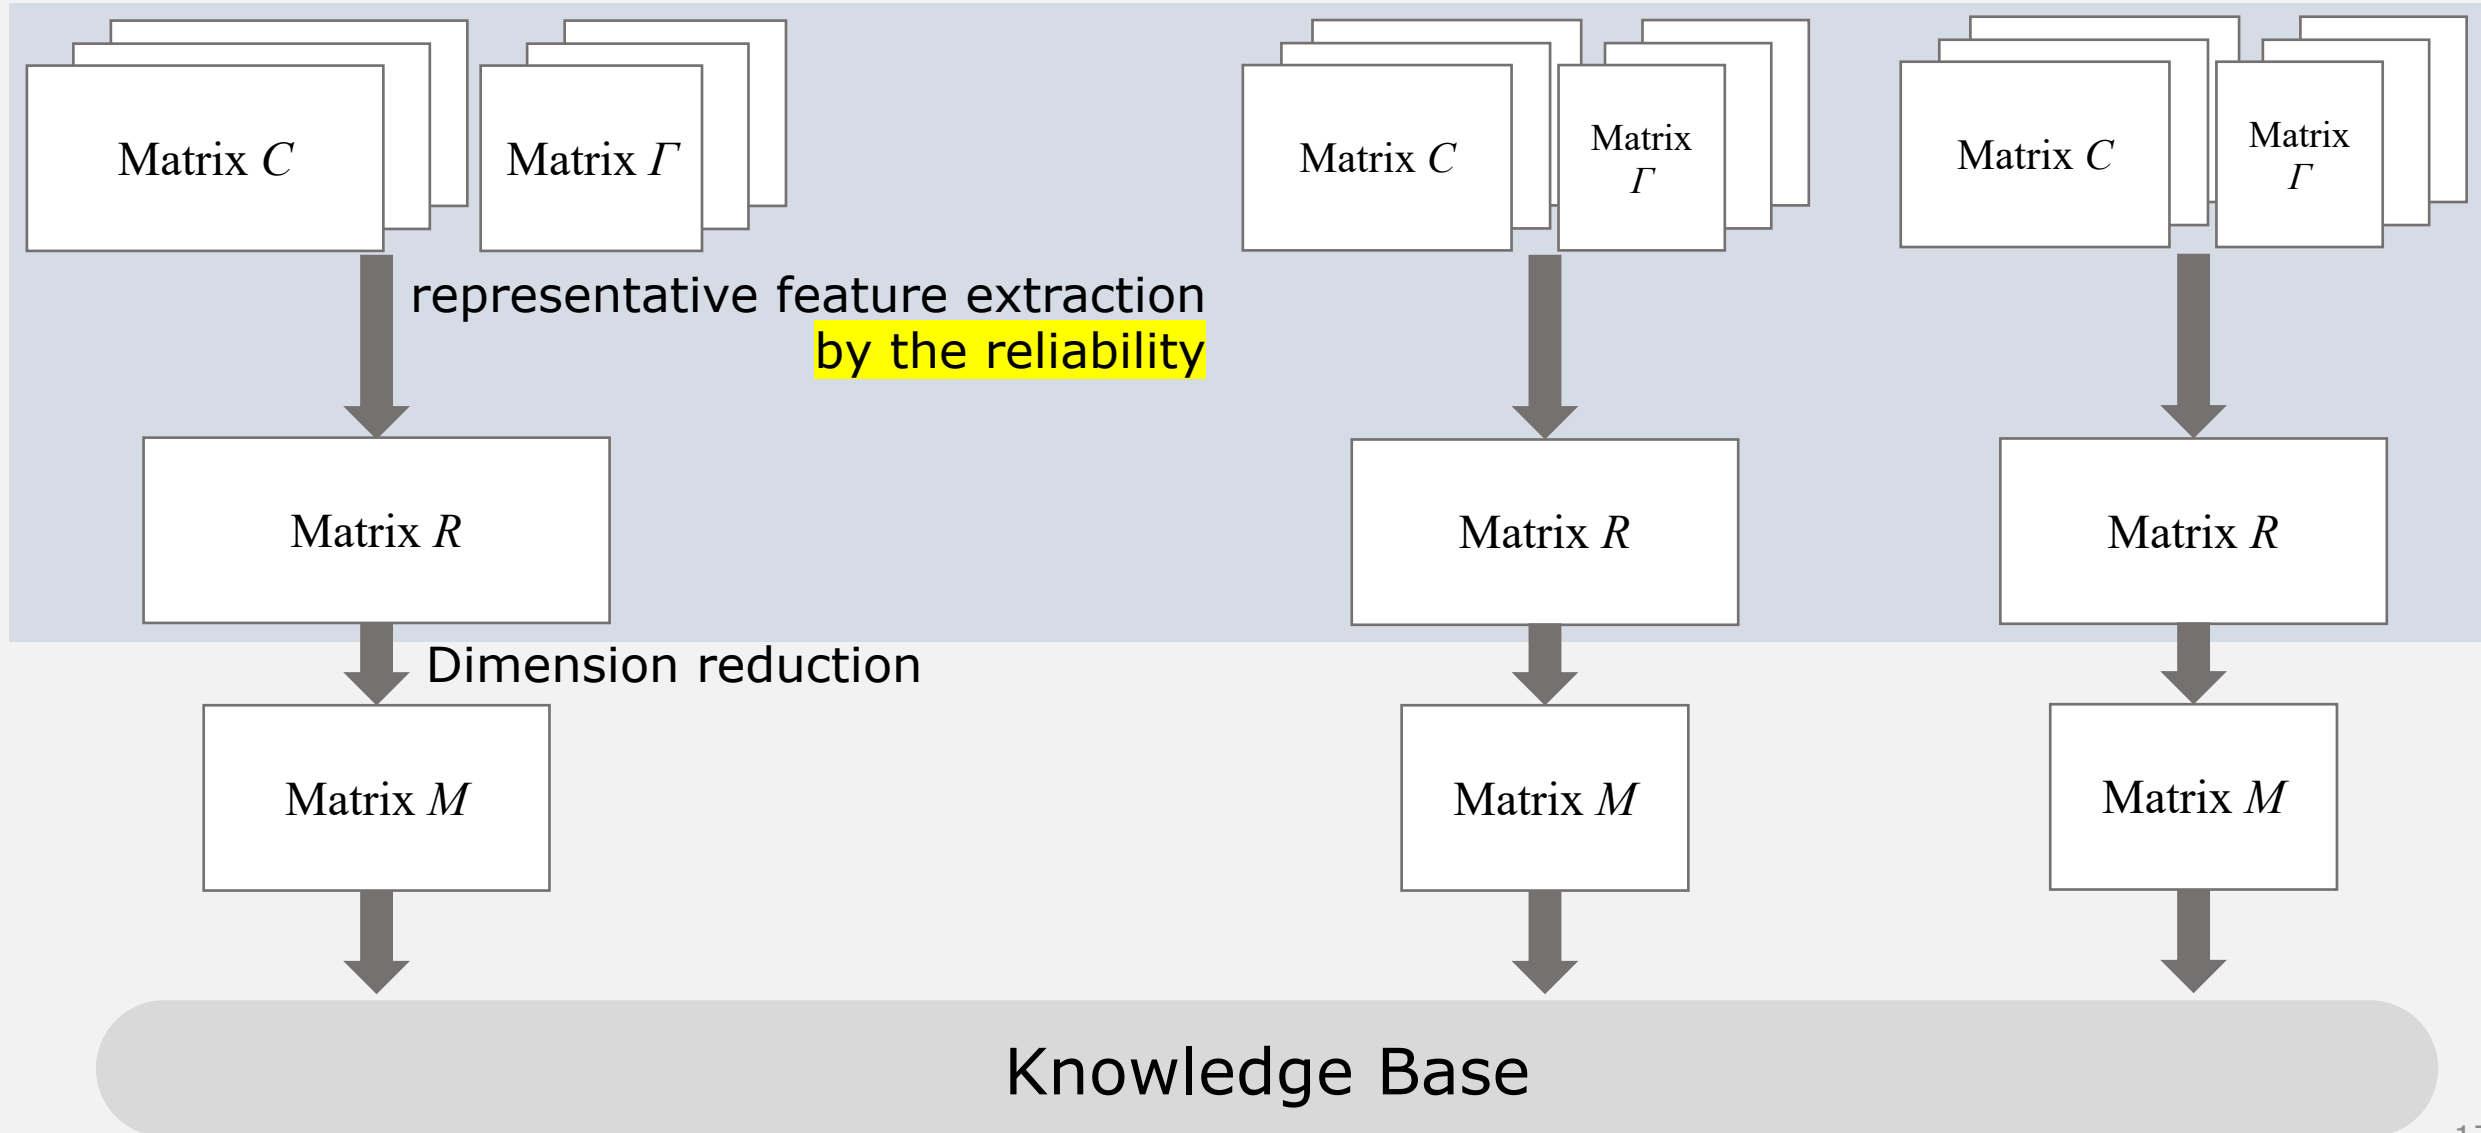 Matrix C
Matrix Γ
Matrix C
Matrix
Γ
Matrix C
Matrix
Γ
representative feature extraction
by the reliability
Matrix R
Matrix R
Matrix R
Dimension reduction
Matrix M
Matrix M
Matrix M
Knowledge Base